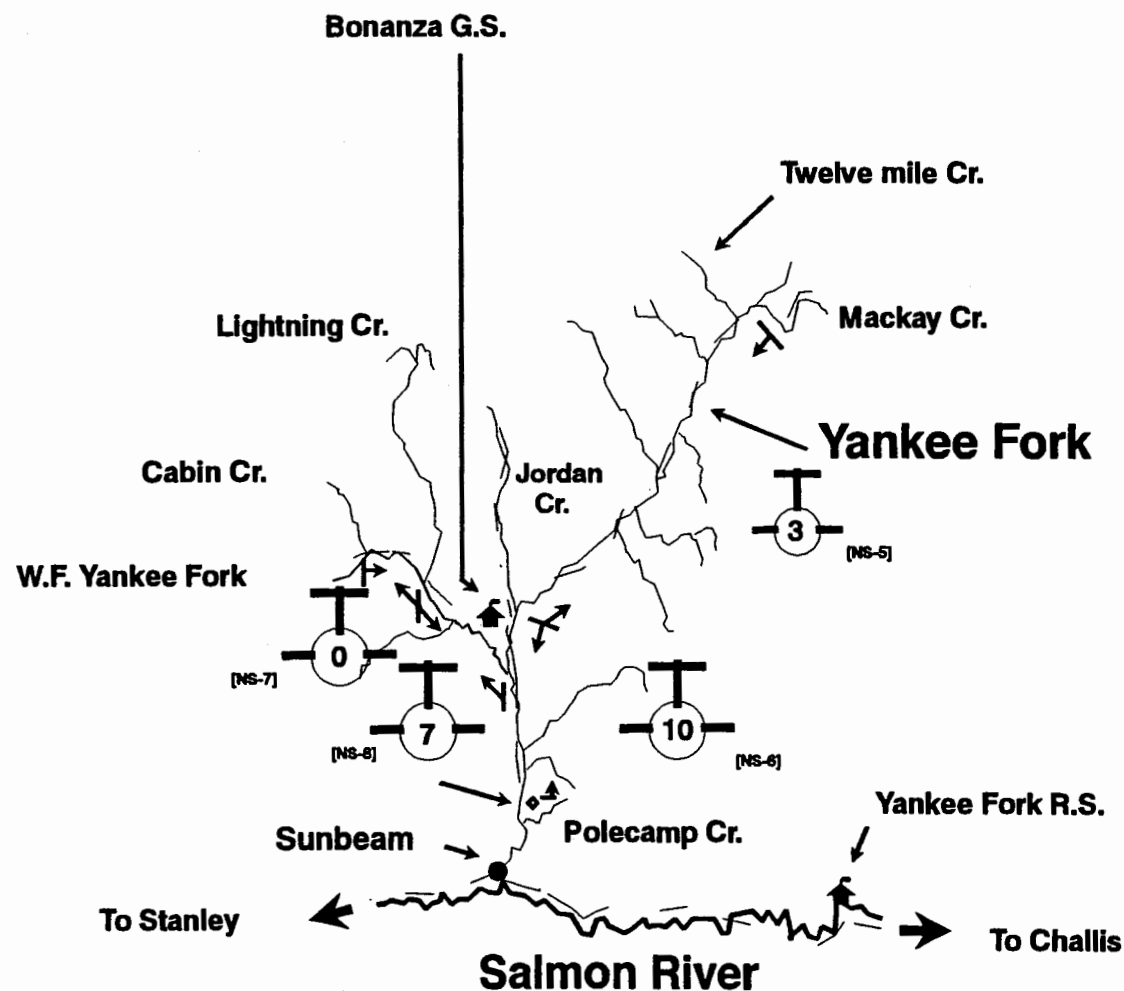 Bonanza G.S.
Twelve mile Cr.
Lightning Cr.
Mackay Cr.
Yankee Fork
Cabin Cr.
Jordan
Cr.
3
[NS-5]
W.F. Yankee Fork
0
[NS-7]
7
[NS-8]
10
[NS-6]
Yankee Fork R.S.
Sunbeam
Polecamp Cr.
To Stanley
To Challis
Salmon River